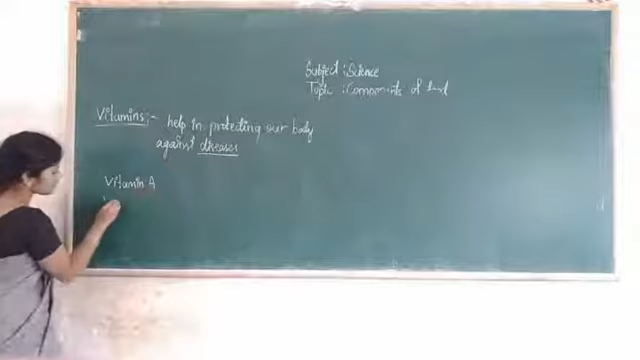 Subject : Science
Topic : Components of food
Vitamins :- help in protecting our body
against diseases
Vitamin A